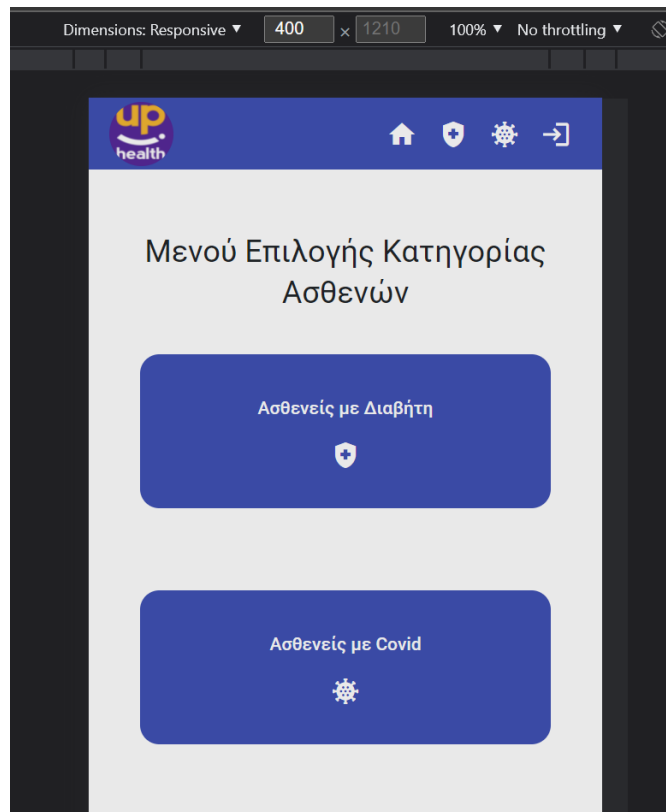 Dimensions: Responsive ▼ 400 × 1210 100% ▼ No throttling ▼
up
health
Μενού Επιλογής Κατηγορίας
Ασθενών
Ασθενείς με Διαβήτη
Ασθενείς με Covid